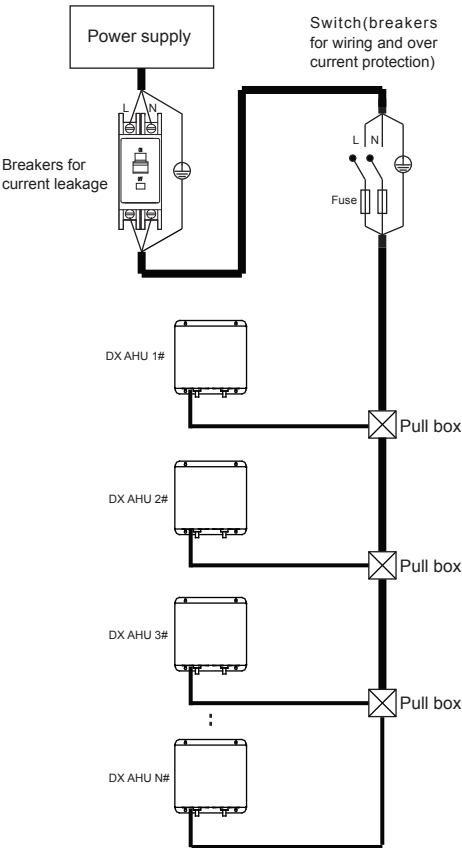 Power supply
Switch(breakers
for wiring and over
current protection)
L N
L N
Breakers for
current leakage
Fuse
DX AHU 1#
Pull box
DX AHU 2#
Pull box
DX AHU 3#
Pull box
DX AHU N#